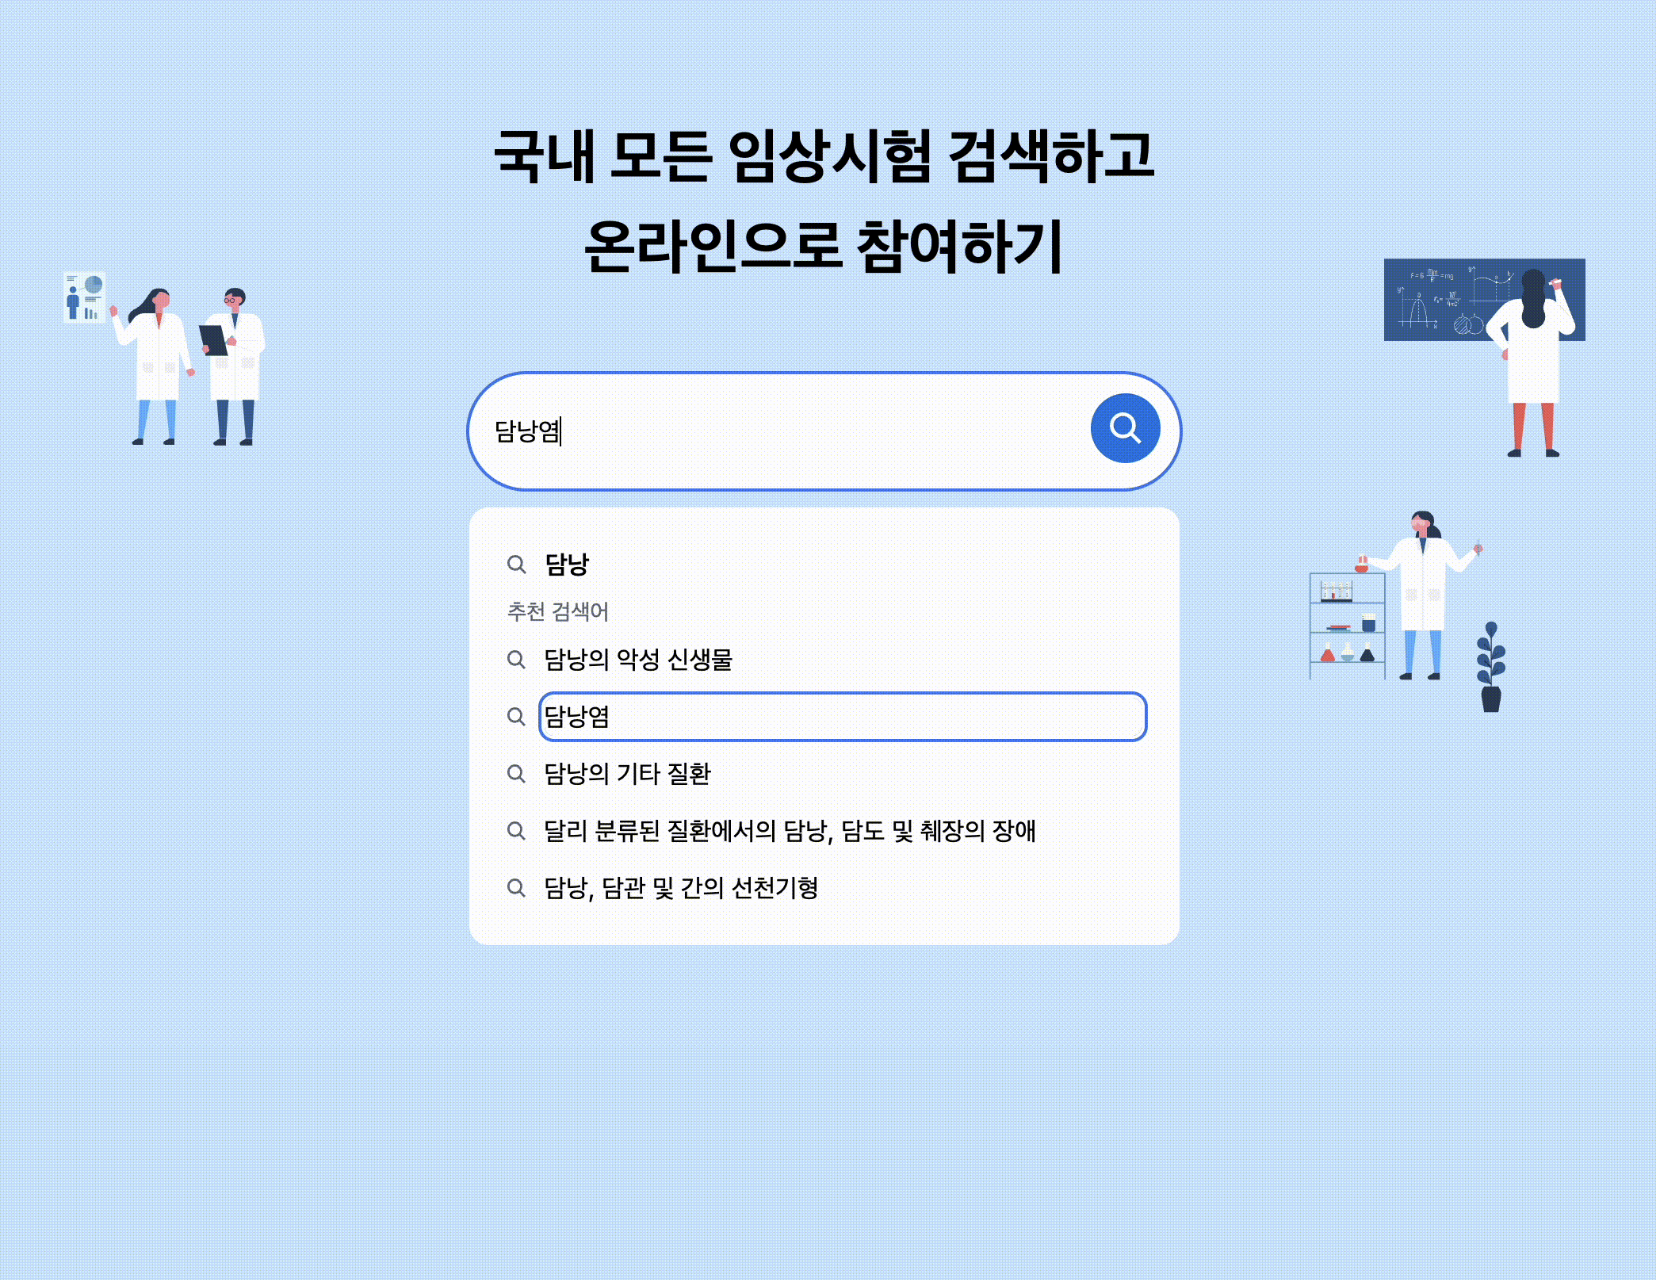 국내 모든 임상시험 검색하고
온라인으로 참여하기
담낭염
담낭
추천 검색어
담낭의 악성 신생물
담낭염
담낭의 기타 질환
달리 분류된 질환에서의 담낭, 담도 및 췌장의 장애
담낭, 담관 및 간의 선천기형